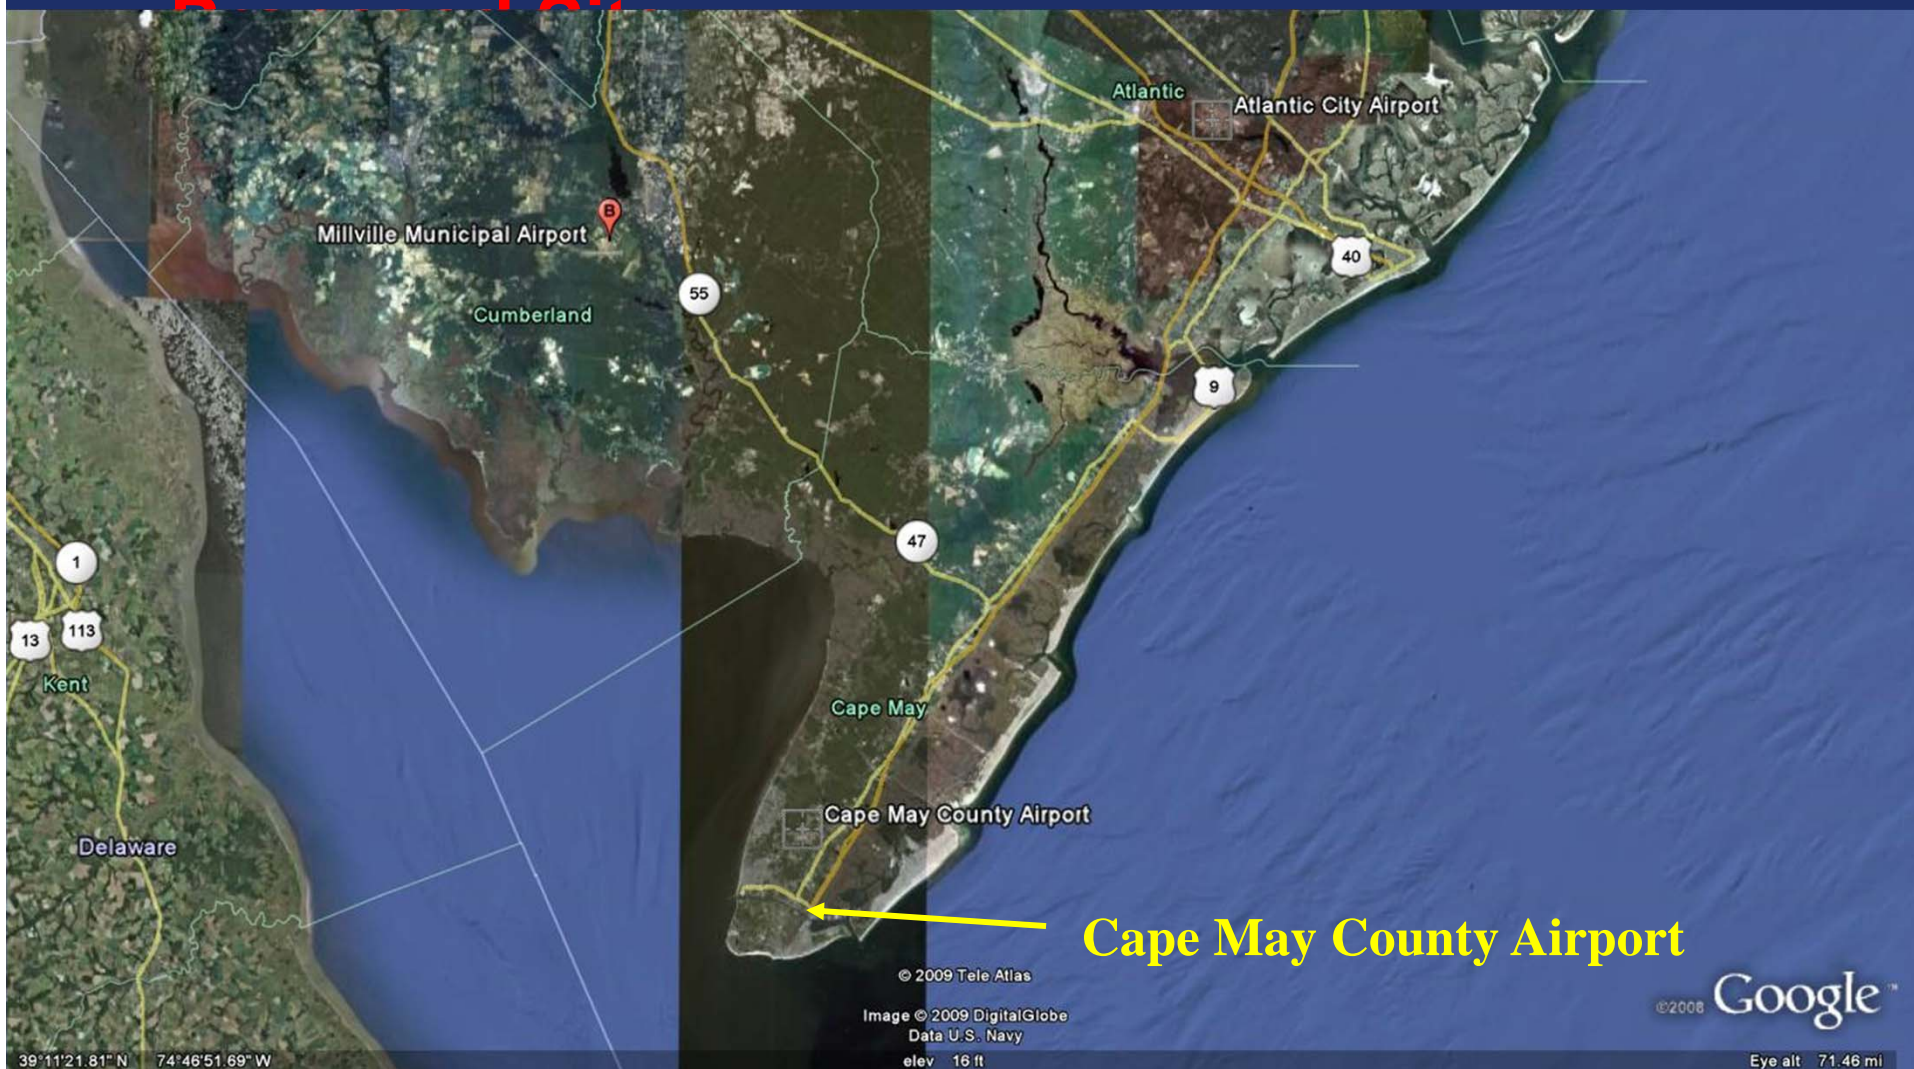 Atlantic
Atlantic City Airport
B
Millville Municipal Airport
40
55
Cumberland
9
47
1
113
13
Kent
Cape May
Cape May County Airport
Delaware
Cape May County Airport
© 2009 Tele Atlas
©2008 Google™
Image © 2009 DigitalGlobe
Data U.S. Navy
39°11'21.81" N 74°46'51.69" W elev 16 ft Eye alt 71.46 mi